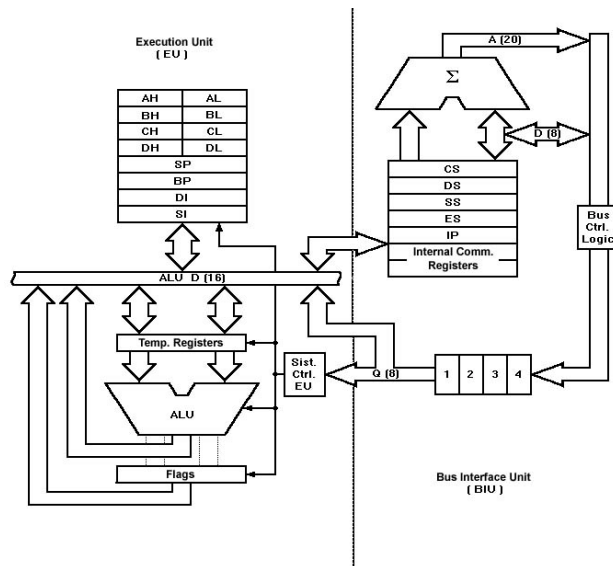 Execution Unit
( EU )
AH AL
BH BL
CH CL
DH DL
SP
BP
DI
SI
ALU D (16)
Temp. Registers
ALU
Flags
Sist.
Ctrl.
EU
A (20)
Σ
D (8)
CS
DS
SS
ES
IP
Internal Comm.
Registers
Bus
Ctrl.
Logic
Q (8)
1 2 3 4
Bus Interface Unit
( BIU )